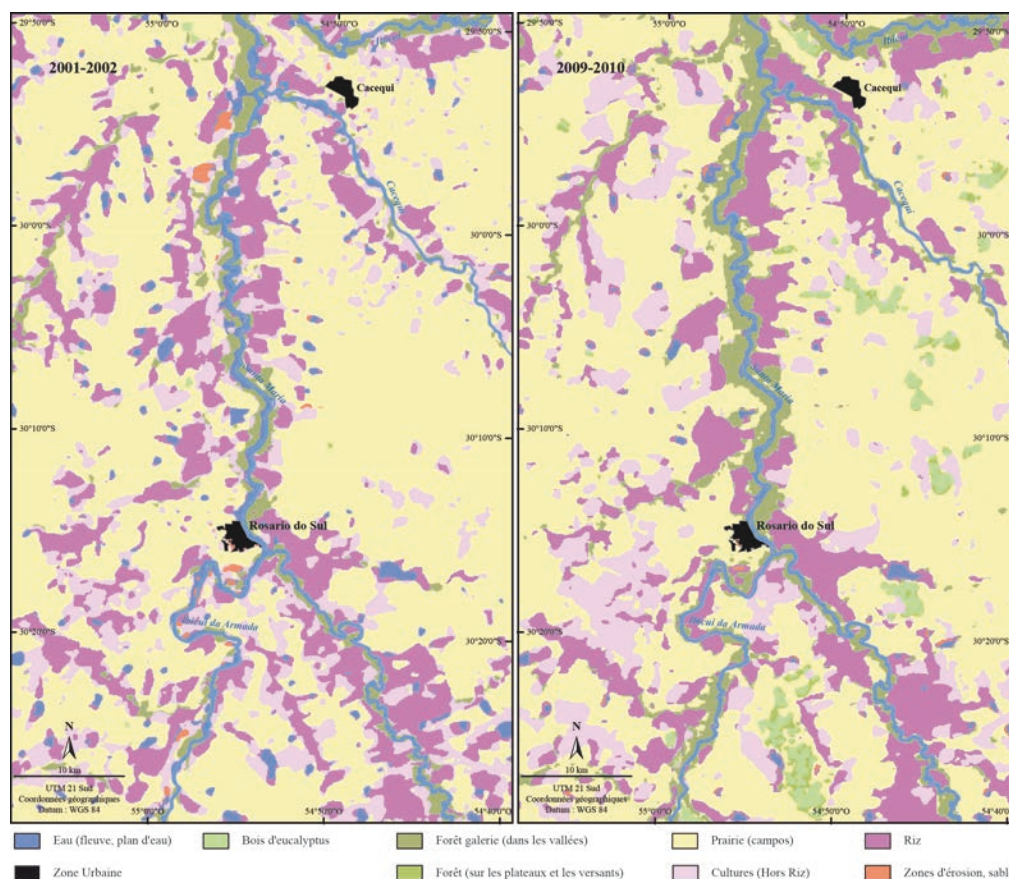 2001-2002
55°0'0"O
54°50'0"O
29°50'0"S
29°50'0"S
Ibicui
Cacequi
Cacequi
30°0'0"S
30°0'0"S
Santa Maria
30°10'0"S
30°10'0"S
Rosario do Sul
Ibicui da Armada
30°20'0"S
30°20'0"S
N
10 km
UTM 21 Sud
Coordonnées géographiques
Datum : WGS 84
55°0'0"O
54°50'0"O
54°40'0"O
2009-2010
55°0'0"O
54°50'0"O
29°50'0"S
29°50'0"S
Ibicui
Cacequi
Cacequi
30°0'0"S
30°0'0"S
Santa Maria
30°10'0"S
30°10'0"S
Rosario do Sul
Ibicui da Armada
30°20'0"S
30°20'0"S
N
10 km
UTM 21 Sud
Coordonnées géographiques
Datum : WGS 84
55°0'0"O
54°50'0"O
54°40'0"O
Eau (fleuve, plan d'eau)
Bois d'eucalyptus
Forêt galerie (dans les vallées)
Prairie (campos)
Riz
Zone Urbaine
Forêt (sur les plateaux et les versants)
Cultures (Hors Riz)
Zones d'érosion, sabl